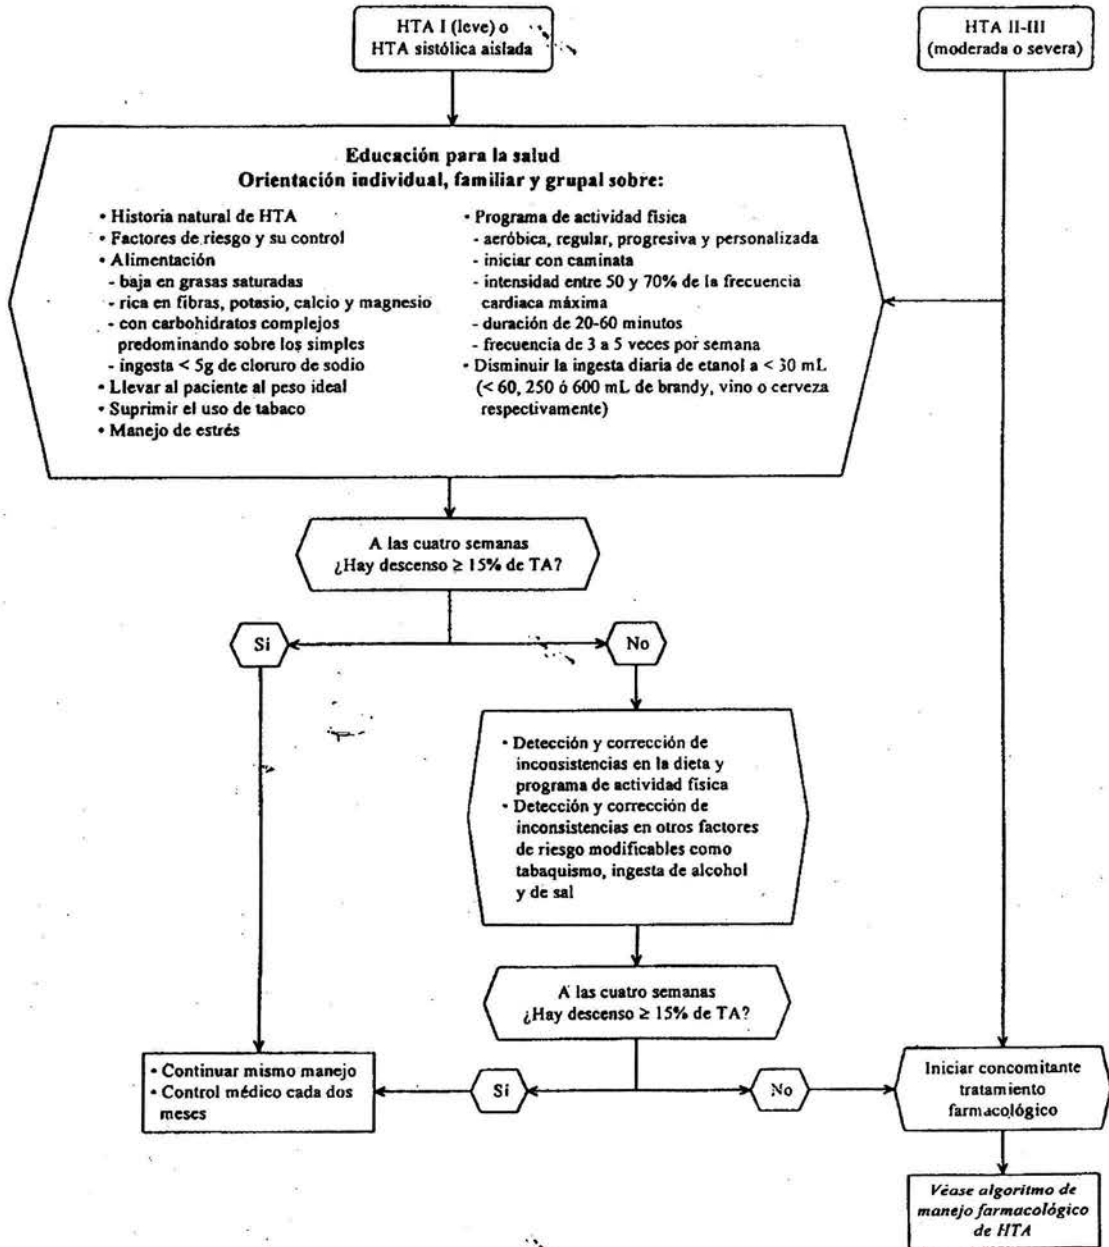 HTA I (leve) o
HTA sistólica aislada
HTA II-III
(moderada o severa)
Educación para la salud
Orientación individual, familiar y grupal sobre:
• Historia natural de HTA
• Factores de riesgo y su control
• Alimentación
- baja en grasas saturadas
- rica en fibras, potasio, calcio y magnesio
- con carbohidratos complejos
predominando sobre los simples
- ingesta < 5g de cloruro de sodio
• Llevar al paciente al peso ideal
• Suprimir el uso de tabaco
• Manejo de estrés
• Programa de actividad física
- aeróbica, regular, progresiva y personalizada
- iniciar con caminata
- intensidad entre 50 y 70% de la frecuencia
cardiaca máxima
- duración de 20-60 minutos
- frecuencia de 3 a 5 veces por semana
• Disminuir la ingesta diaria de etanol a < 30 mL
(< 60, 250 ó 600 mL de brandy, vino o cerveza
respectivamente)
A las cuatro semanas
¿Hay descenso ≥ 15% de TA?
Sí
No
• Detección y corrección de
inconsistencias en la dieta y
programa de actividad física
• Detección y corrección de
inconsistencias en otros factores
de riesgo modificables como
tabaquismo, ingesta de alcohol
y de sal
A las cuatro semanas
¿Hay descenso ≥ 15% de TA?
• Continuar mismo manejo
• Control médico cada dos
meses
Sí
No
Iniciar concomitante
tratamiento
farmacológico
Véase algoritmo de
manejo farmacológico
de HTA